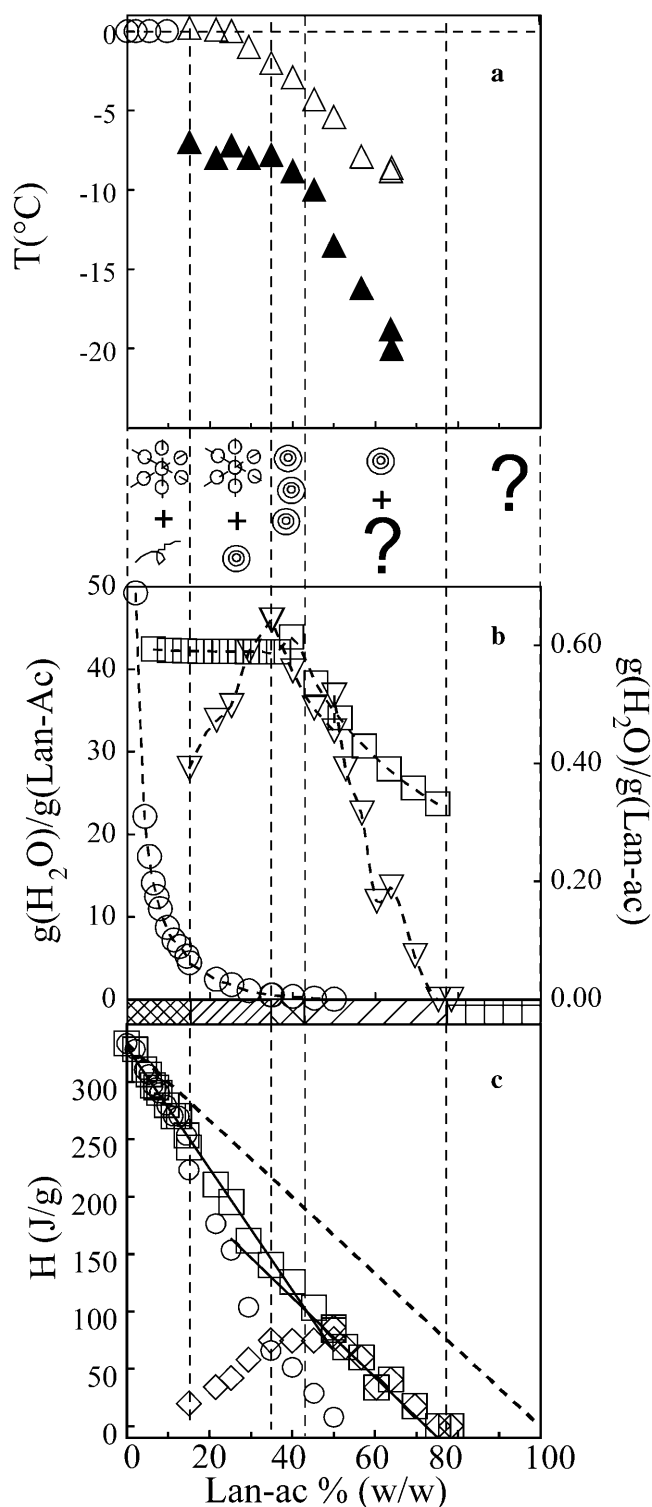 0
a
-5
-10
T(°C)
-15
-20
+ + + ? ?
50
b
40
0.60
30
0.40
20
0.20
10
0
0.00
g(H₂O)/g(Lan-Ac)
g(H₂O)/g(Lan-ac)
c
300
250
200
150
100
50
0
H (J/g)
0 20 40 60 80 100
Lan-ac % (w/w)